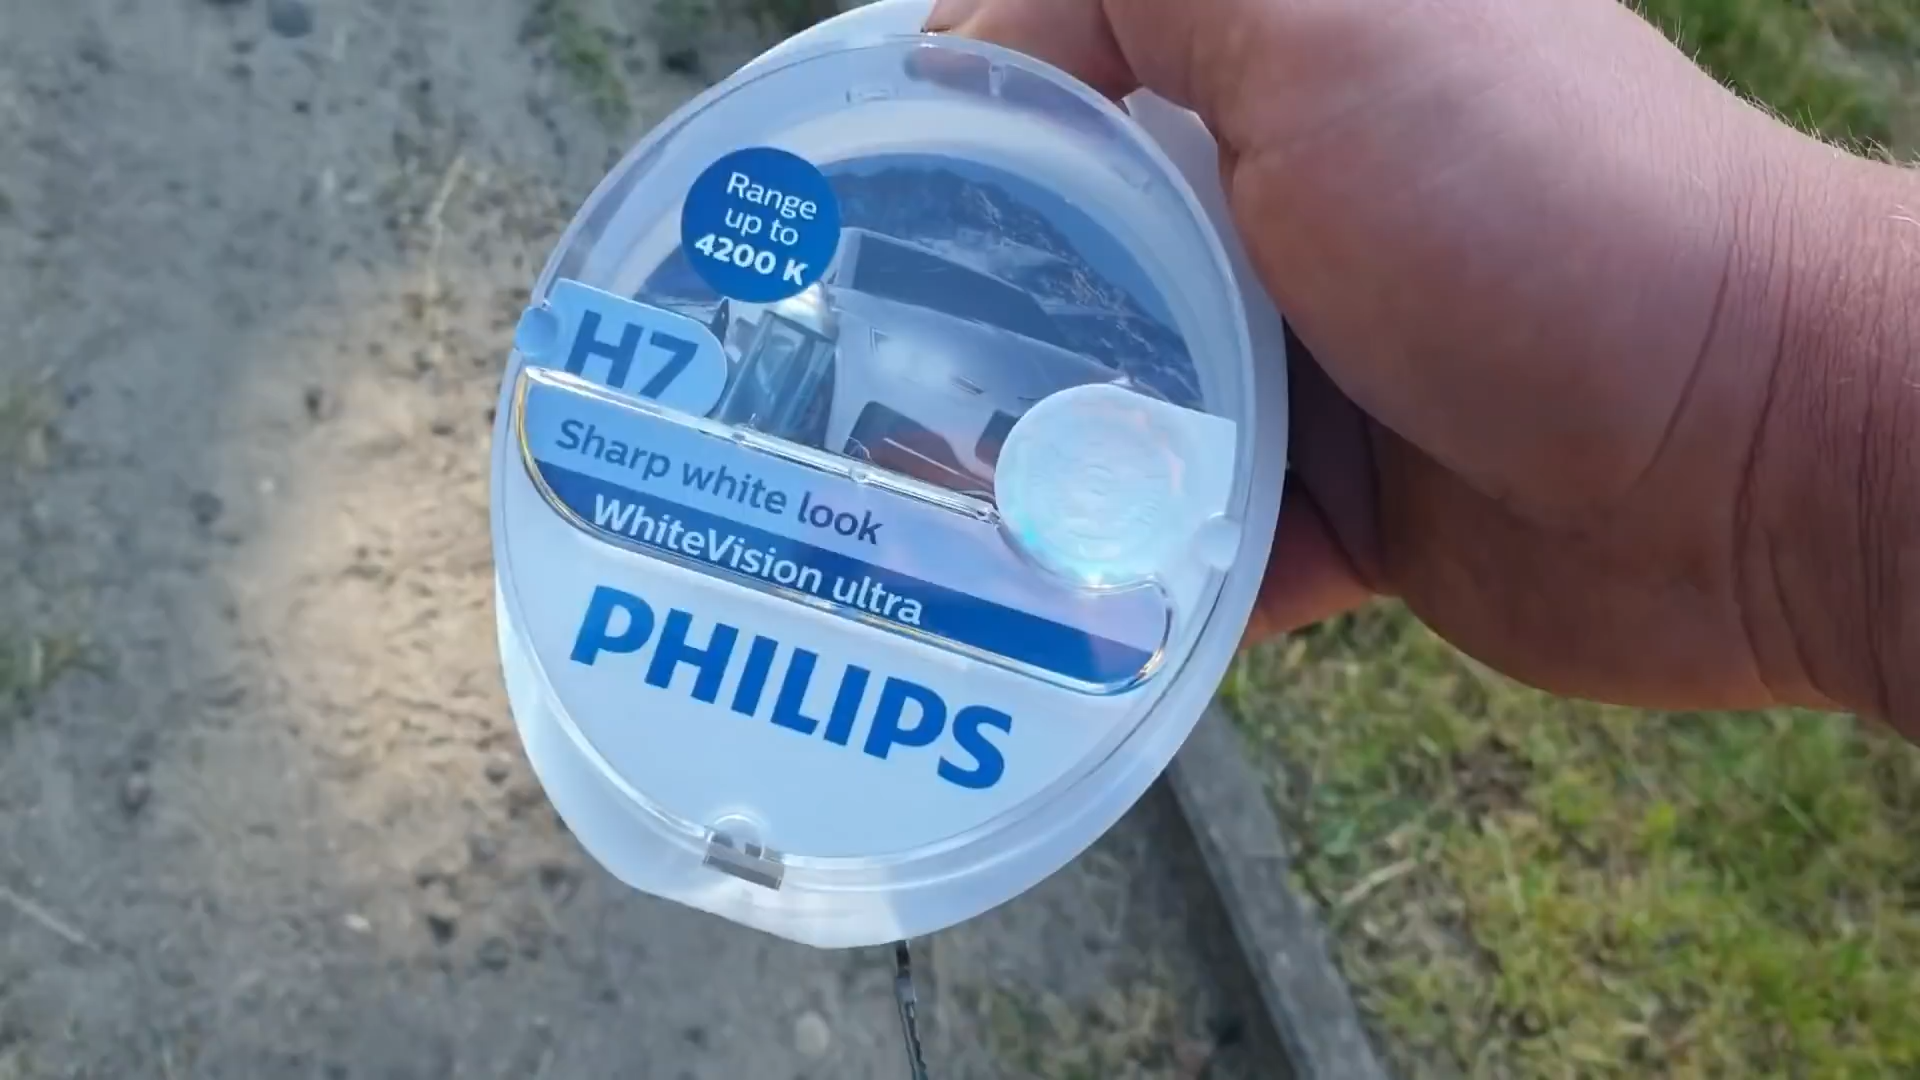 Range
up to
4200 K
H7
Sharp white look
WhiteVision ultra
PHILIPS